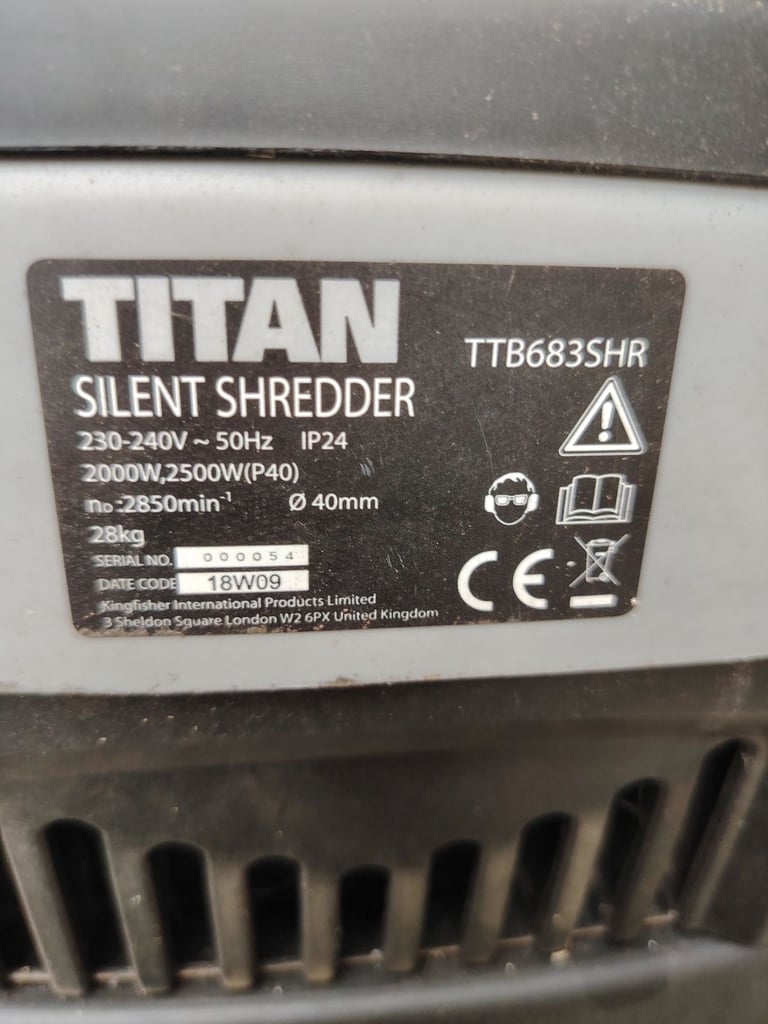 TITAN
TTB683SHR
SILENT SHREDDER
230-240V ~ 50Hz IP24
2000W,2500W(P40)
no:2850min-1 Ø 40mm
28kg
SERIAL NO. 000054
DATE CODE 18W09
CE
Kingfisher International Products Limited
3 Sheldon Square London W2 6PX United Kingdom